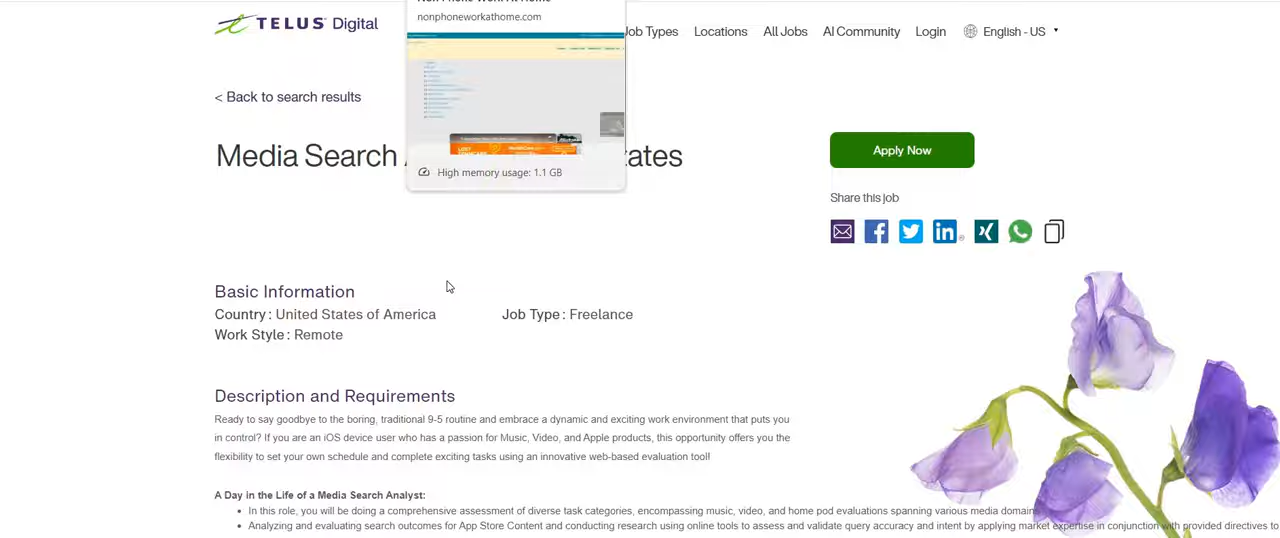 Non Phone Work At Home
nonphoneworkathome.com
TELUS Digital
Job Types Locations All Jobs AI Community Login English - US
High memory usage: 1.1 GB
< Back to search results
Media Search A ates
Apply Now
Share this job
Basic Information
Country : United States of America
Job Type : Freelance
Work Style : Remote
Description and Requirements
Ready to say goodbye to the boring, traditional 9-5 routine and embrace a dynamic and exciting work environment that puts you
in control? If you are an iOS device user who has a passion for Music, Video, and Apple products, this opportunity offers you the
flexibility to set your own schedule and complete exciting tasks using an innovative web-based evaluation tool!
A Day in the Life of a Media Search Analyst:
• In this role, you will be doing a comprehensive assessment of diverse task categories, encompassing music, video, and home pod evaluations spanning various media domain
• Analyzing and evaluating search outcomes for App Store Content and conducting research using online tools to assess and validate query accuracy and intent by applying market expertise in conjunction with provided directives to